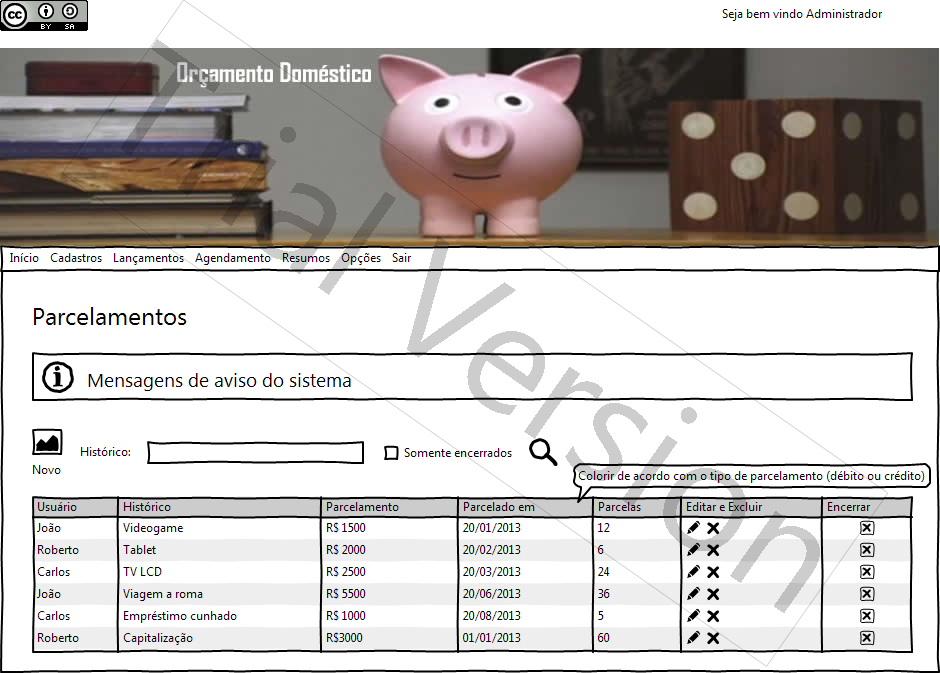 cc BY SA
Seja bem vindo Administrador
Orçamento Doméstico
Início Cadastros Lançamentos Agendamento Resumos Opções Sair
Parcelamentos
Mensagens de aviso do sistema
Novo
Histórico:
Somente encerrados
Colorir de acordo com o tipo de parcelamento (débito ou crédito)
Usuário Histórico Parcelamento Parcelado em Parcelas Editar e Excluir Encerrar
João Videogame R$ 1500 20/01/2013 12
Roberto Tablet R$ 2000 20/02/2013 6
Carlos TV LCD R$ 2500 20/03/2013 24
João Viagem a roma R$ 5500 20/06/2013 36
Carlos Empréstimo cunhado R$ 1000 20/08/2013 5
Roberto Capitalização R$3000 01/01/2013 60
Trial Version